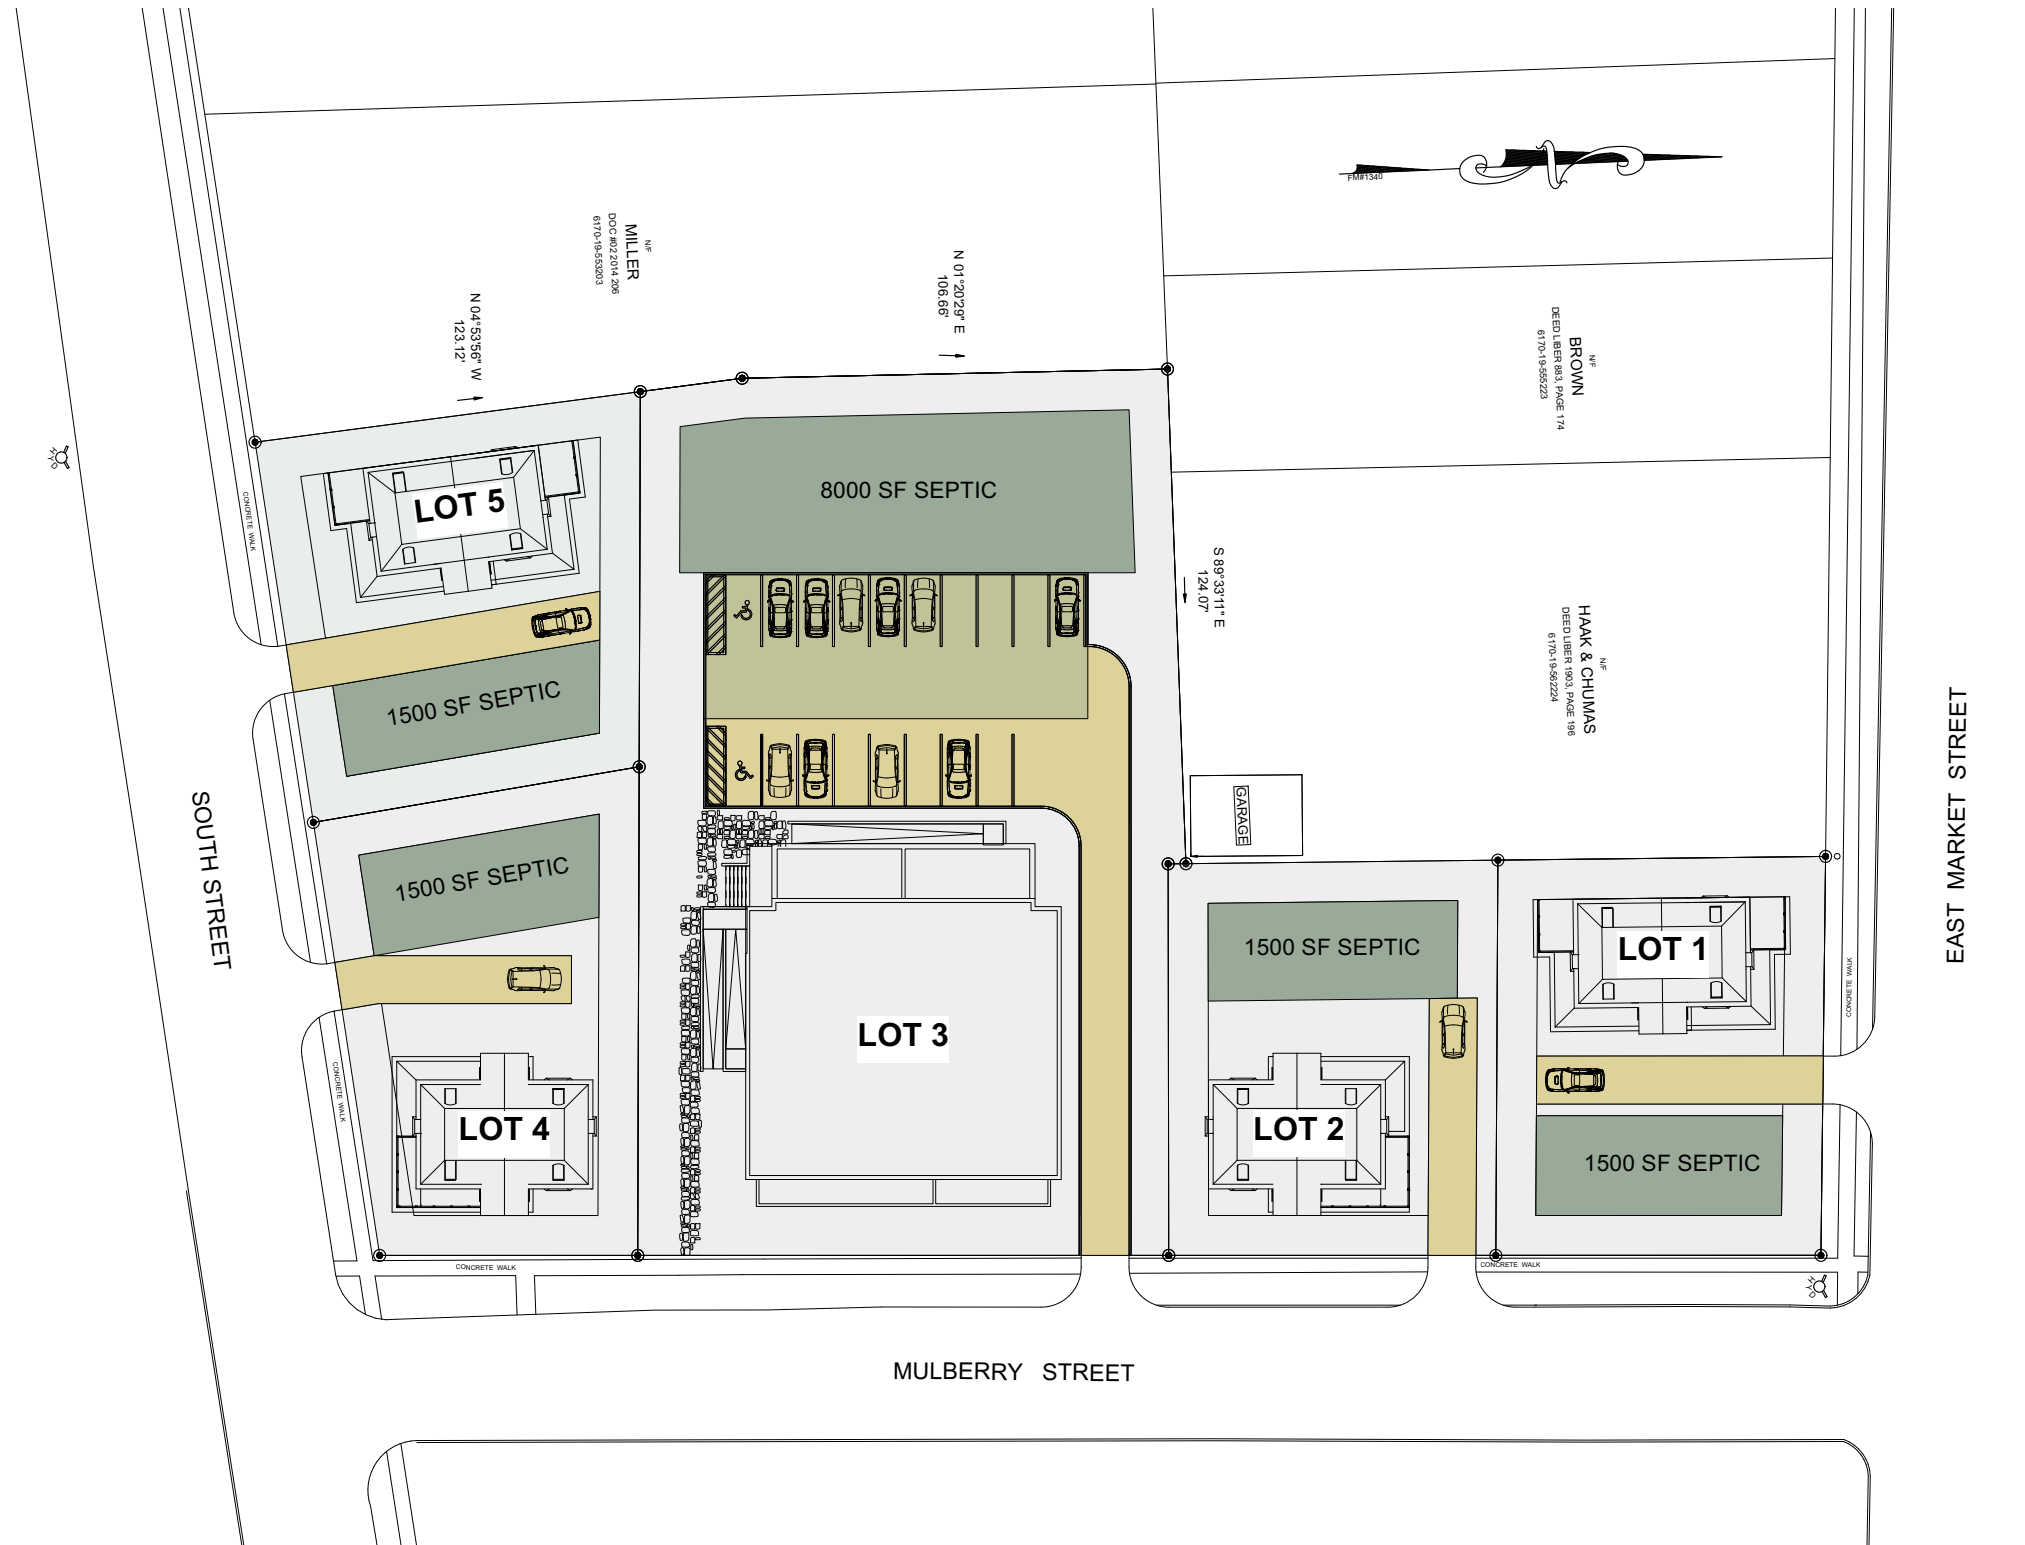 FM#1340
N/F
MILLER
DOC #02 2014 206
6170-19-553203
N 01°20'29" E
106.66'
N 04°53'56" W
123.12'
N/F
BROWN
DEED LIBER 883, PAGE 174
6170-19-555223
HYD
CONCRETE WALK
LOT 5
8000 SF SEPTIC
S 89°33'11" E
124.07'
N/F
HAAK & CHUMAS
DEED LIBER 1903, PAGE 196
6170-19-562224
1500 SF SEPTIC
GARAGE
SOUTH STREET
EAST MARKET STREET
1500 SF SEPTIC
1500 SF SEPTIC
LOT 1
CONCRETE WALK
LOT 3
CONCRETE WALK
LOT 4
LOT 2
1500 SF SEPTIC
CONCRETE WALK
CONCRETE WALK
HYD
MULBERRY STREET